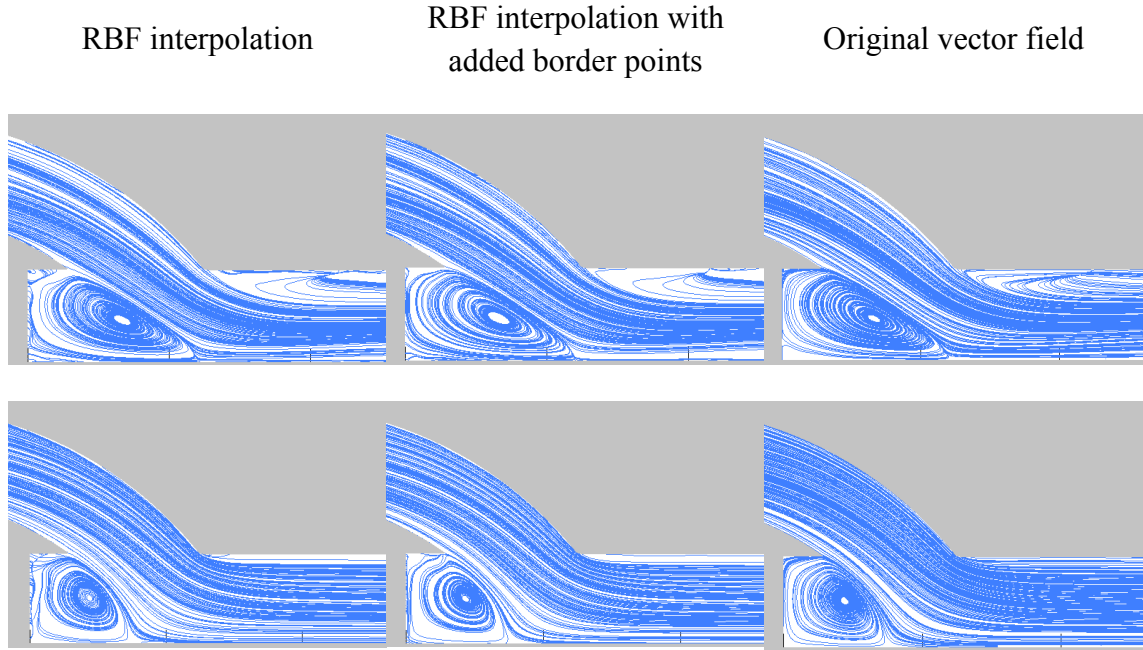 RBF interpolation
RBF interpolation with
added border points
Original vector field